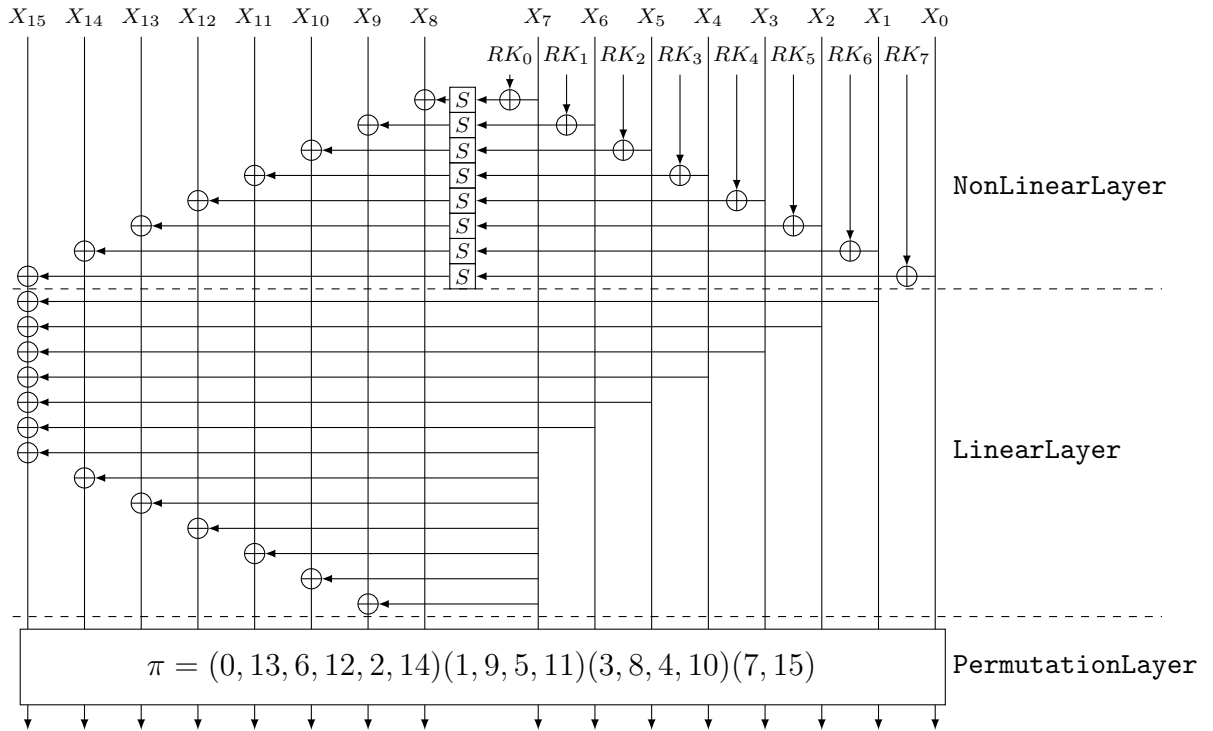 X₁₅ X₁₄ X₁₃ X₁₂ X₁₁ X₁₀ X₉ X₈ X₇ X₆ X₅ X₄ X₃ X₂ X₁ X₀
RK₀ RK₁ RK₂ RK₃ RK₄ RK₅ RK₆ RK₇
S
S
S
S
S
S
S
S
NonLinearLayer
LinearLayer
π = (0, 13, 6, 12, 2, 14)(1, 9, 5, 11)(3, 8, 4, 10)(7, 15) PermutationLayer